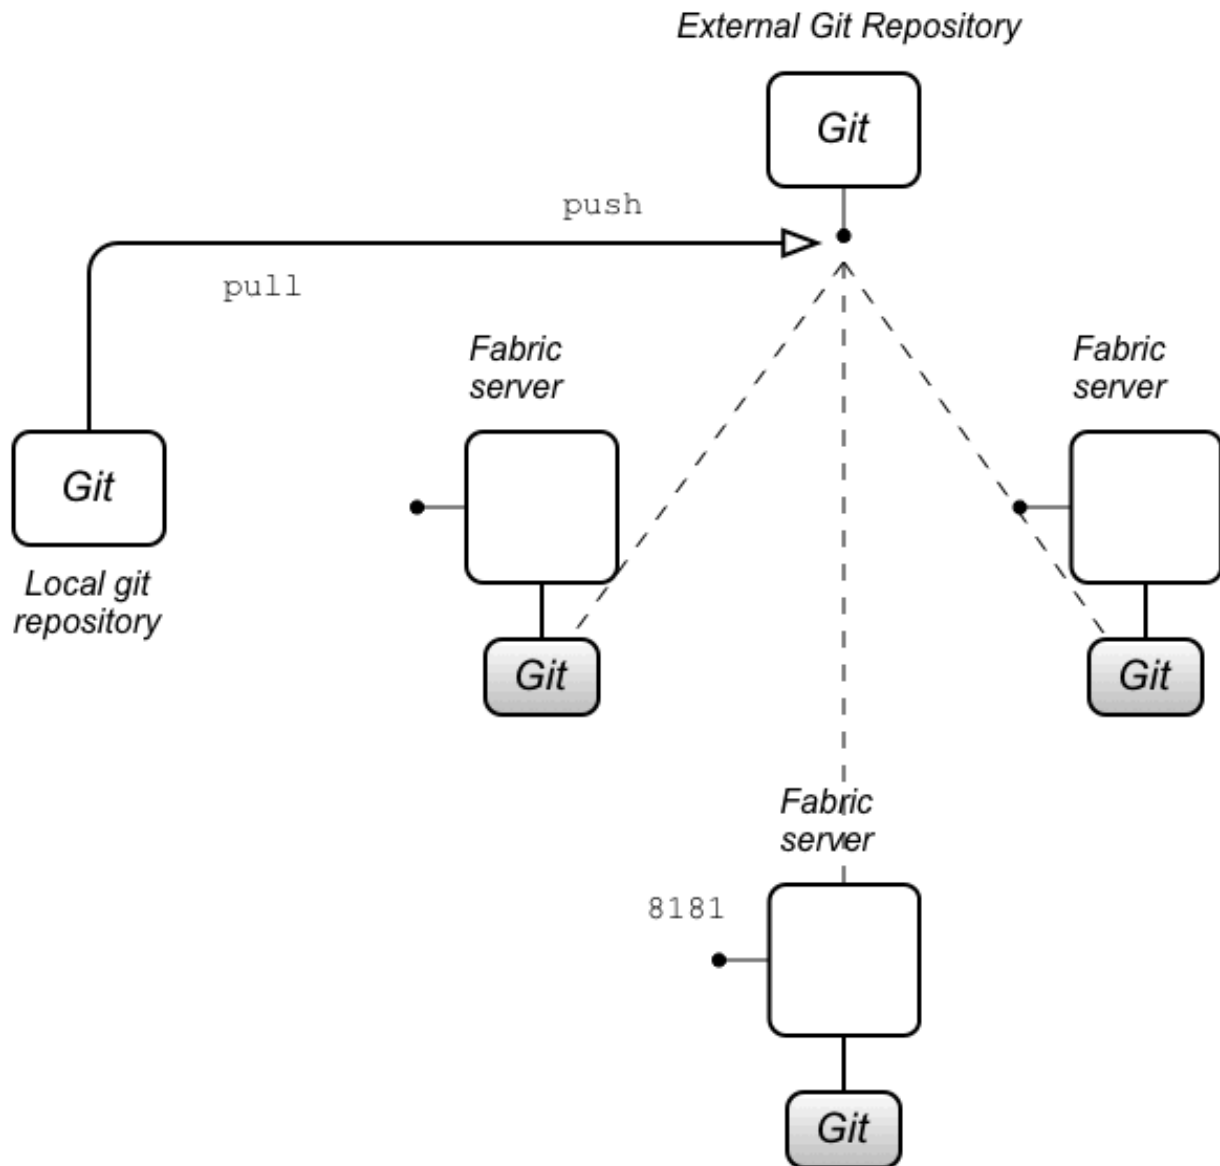 External Git Repository
Git
push
pull
Fabric
server
Fabric
server
Git
Local git
repository
Git
Git
Fabric
server
8181
Git